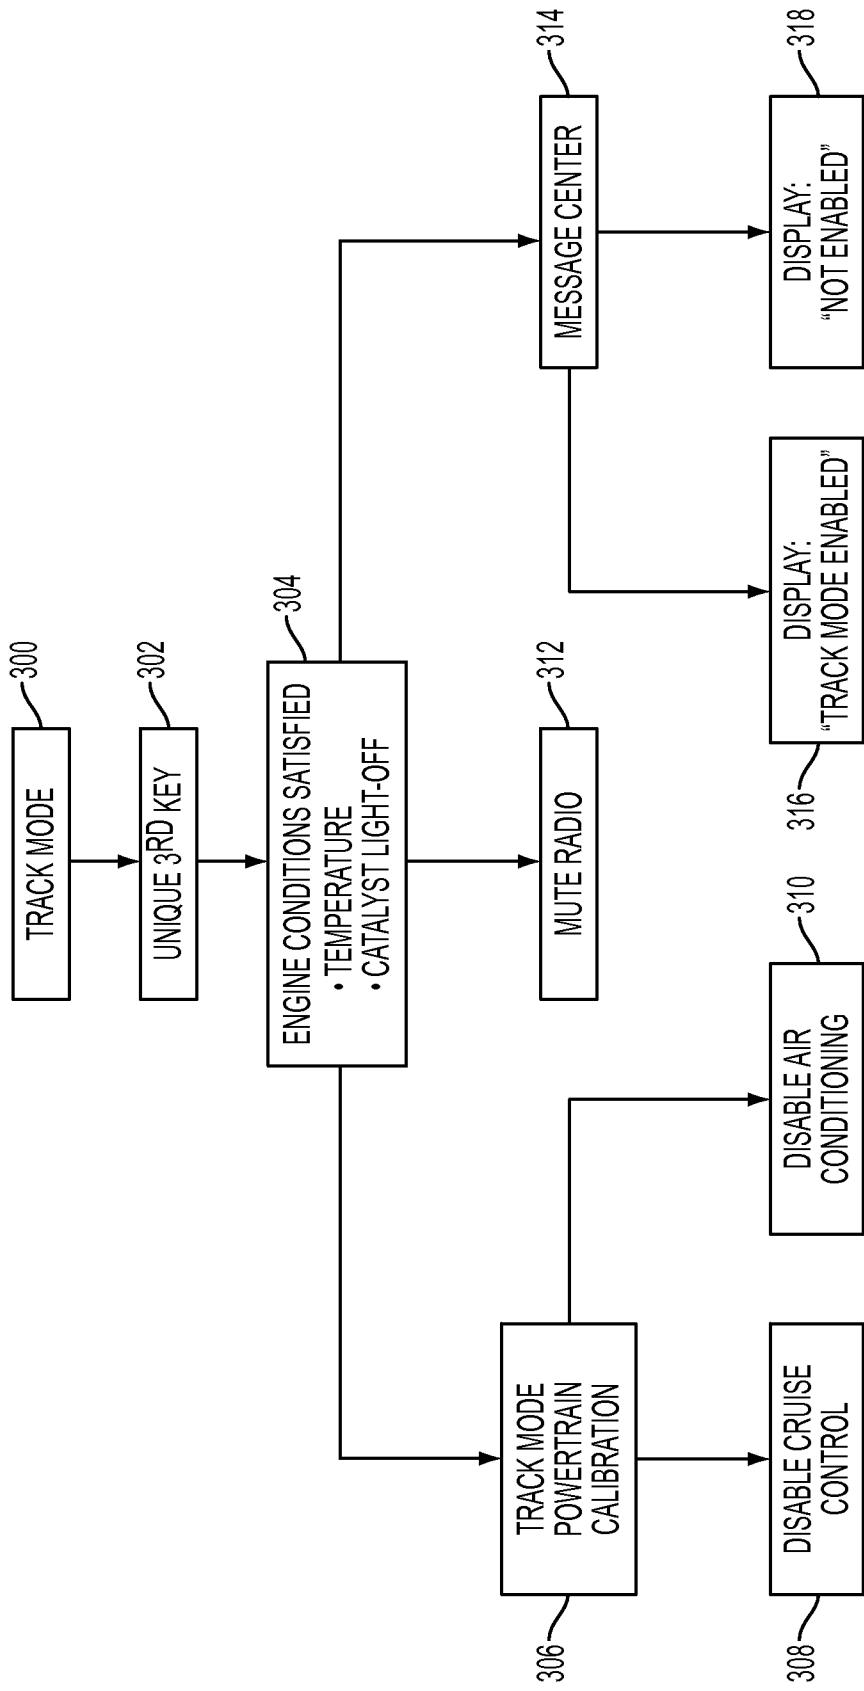 300
TRACK MODE
302
UNIQUE 3RD KEY
304
ENGINE CONDITIONS SATISFIED
• TEMPERATURE
• CATALYST LIGHT-OFF
306
TRACK MODE
POWERTRAIN
CALIBRATION
312
MUTE RADIO
314
MESSAGE CENTER
308
DISABLE CRUISE
CONTROL
310
DISABLE AIR
CONDITIONING
316
DISPLAY:
“TRACK MODE ENABLED”
318
DISPLAY:
“NOT ENABLED”